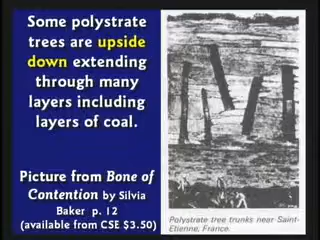 Some polystrate
trees are upside
down extending
through many
layers including
layers of coal.
Picture from Bone of
Contention by Silvia
Baker p. 12
(available from CSE $3.50)
Polystrate tree trunks near Saint-
Etienne, France.